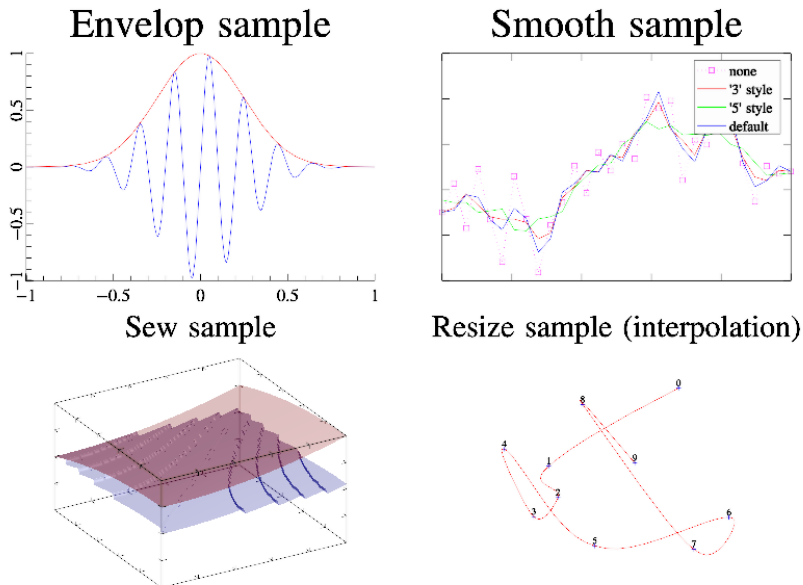 Envelop sample
Smooth sample
1
0.5
0
−0.5
−1
−1
−0.5
0
0.5
1
none
'3' style
'5' style
default
Sew sample
Resize sample (interpolation)
0
8
4
1
9
2
3
6
5
7